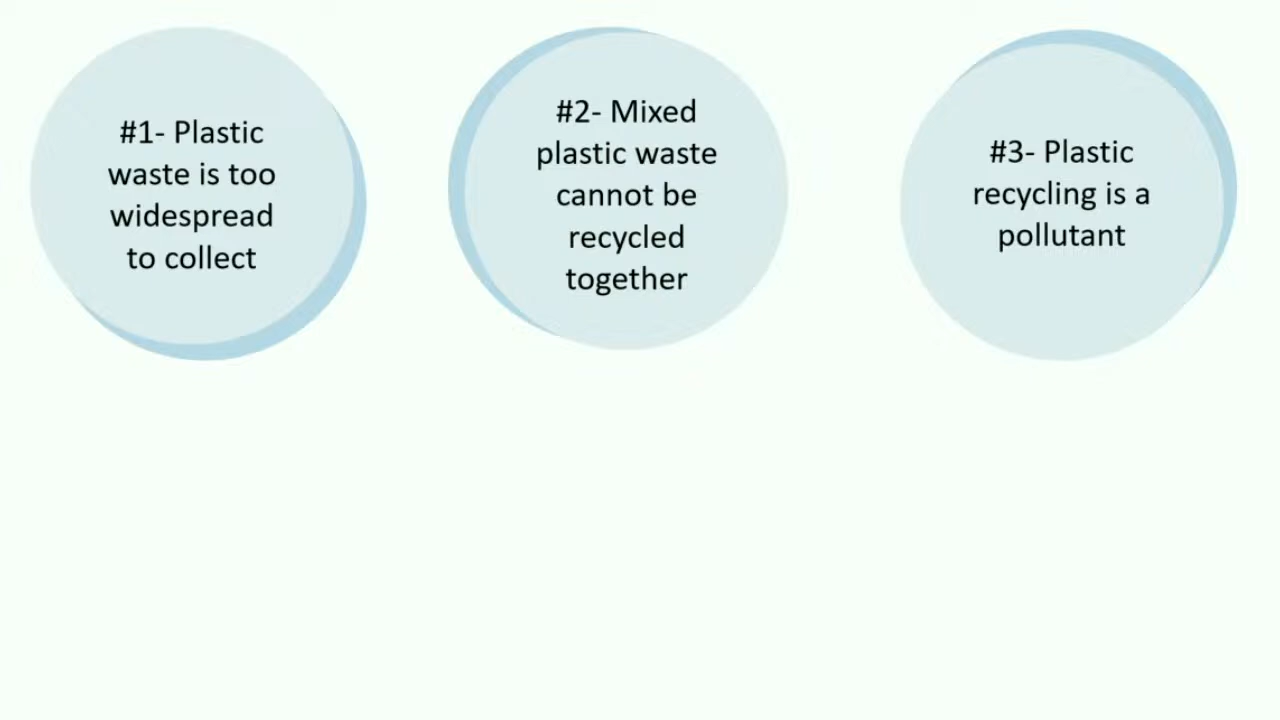 #1- Plastic
waste is too
widespread
to collect
#2- Mixed
plastic waste
cannot be
recycled
together
#3- Plastic
recycling is a
pollutant